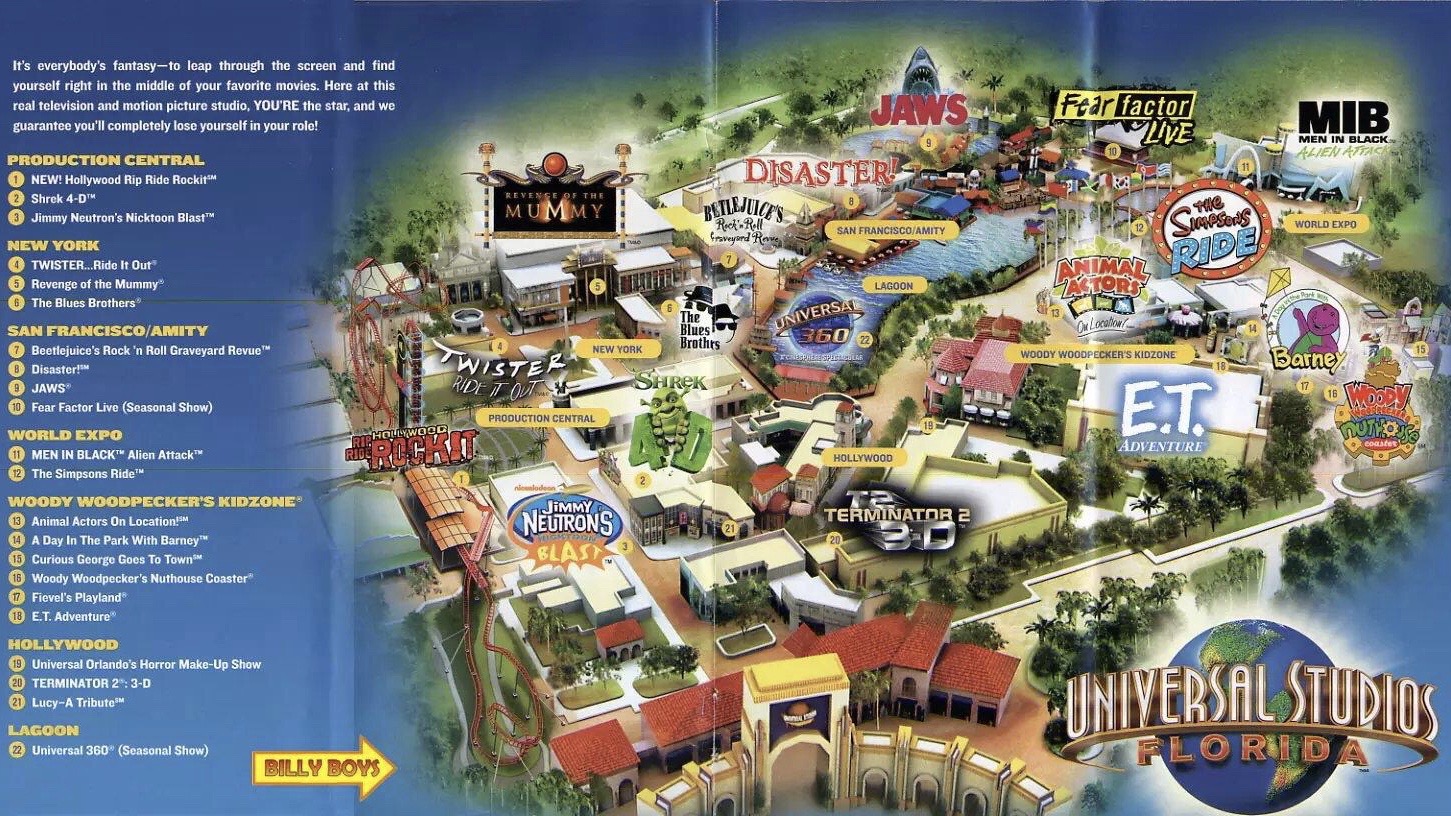 It's everybody's fantasy—to leap through the screen and find
yourself right in the middle of your favorite movies. Here at this
real television and motion picture studio, YOU'RE the star, and we
guarantee you'll completely lose yourself in your role!
PRODUCTION CENTRAL
1 NEW! Hollywood Rip Ride Rockit℠
2 Shrek 4-D™
3 Jimmy Neutron's Nicktoon Blast™
NEW YORK
4 TWISTER...Ride It Out®
5 Revenge of the Mummy®
6 The Blues Brothers®
SAN FRANCISCO/AMITY
7 Beetlejuice's Rock 'n Roll Graveyard Revue™
8 Disaster!℠
9 JAWS®
10 Fear Factor Live (Seasonal Show)
WORLD EXPO
11 MEN IN BLACK™ Alien Attack™
12 The Simpsons Ride™
WOODY WOODPECKER'S KIDZONE®
13 Animal Actors On Location!℠
14 A Day In The Park With Barney™
15 Curious George Goes To Town℠
16 Woody Woodpecker's Nuthouse Coaster®
17 Fievel's Playland®
18 E.T. Adventure®
HOLLYWOOD
19 Universal Orlando's Horror Make-Up Show
20 TERMINATOR 2®: 3-D
21 Lucy–A Tribute℠
LAGOON
22 Universal 360® (Seasonal Show)
BILLY BOYS
JAWS
9
Fear factor
LIVE
10
MIB
MEN IN BLACK
ALIEN ATTACK
11
REVENGE OF THE
MUMMY
5
DISASTER!
8
BETLEJUICE'S
Rock'n Roll
Graveyard Revue
7
SAN FRANCISCO/AMITY
THE
SIMPSONS
RIDE
12
WORLD EXPO
LAGOON
ANIMAL
ACTORS
On Location!
13
UNIVERSAL
360
A CINESPHERE SPECTACULAR
22
6
The
Blues
Brothers
NEW YORK
4
TWISTER
RIDE IT OUT
WOODY WOODPECKER'S KIDZONE®
14
A Day in the Park With
Barney
15
18
17
16
WOODY
WOODPECKER'S
NUTHOUSE
coaster
E.T.
ADVENTURE
SHREK
4D
2
PRODUCTION CENTRAL
HOLLYWOOD
RIP
RIDE
ROCKIT
1
19
HOLLYWOOD
nickelodeon
JIMMY
NEUTRON'S
NICKTOON
BLAST
™
3
21
T2
TERMINATOR 2
3-D
20
UNIVERSAL STUDIOS
FLORIDA